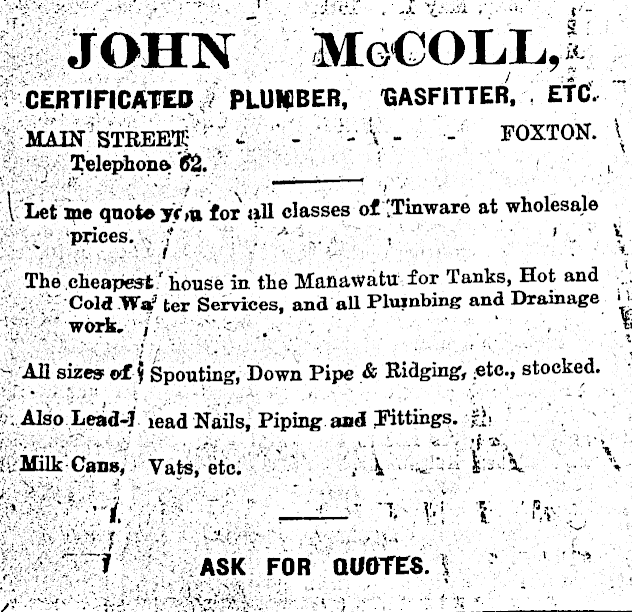 JOHN McCOLL,
CERTIFICATED PLUMBER, GASFITTER, ETC.
MAIN STREET - - - - - FOXTON.
Telephone 62.
Let me quote you for all classes of Tinware at wholesale
prices.
The cheapest house in the Manawatu for Tanks, Hot and
Cold Water Services, and all Plumbing and Drainage
work.
All sizes of Spouting, Down Pipe & Ridging, etc., stocked.
Also Lead-head Nails, Piping and Fittings.
Milk Cans, Vats, etc.
ASK FOR QUOTES.